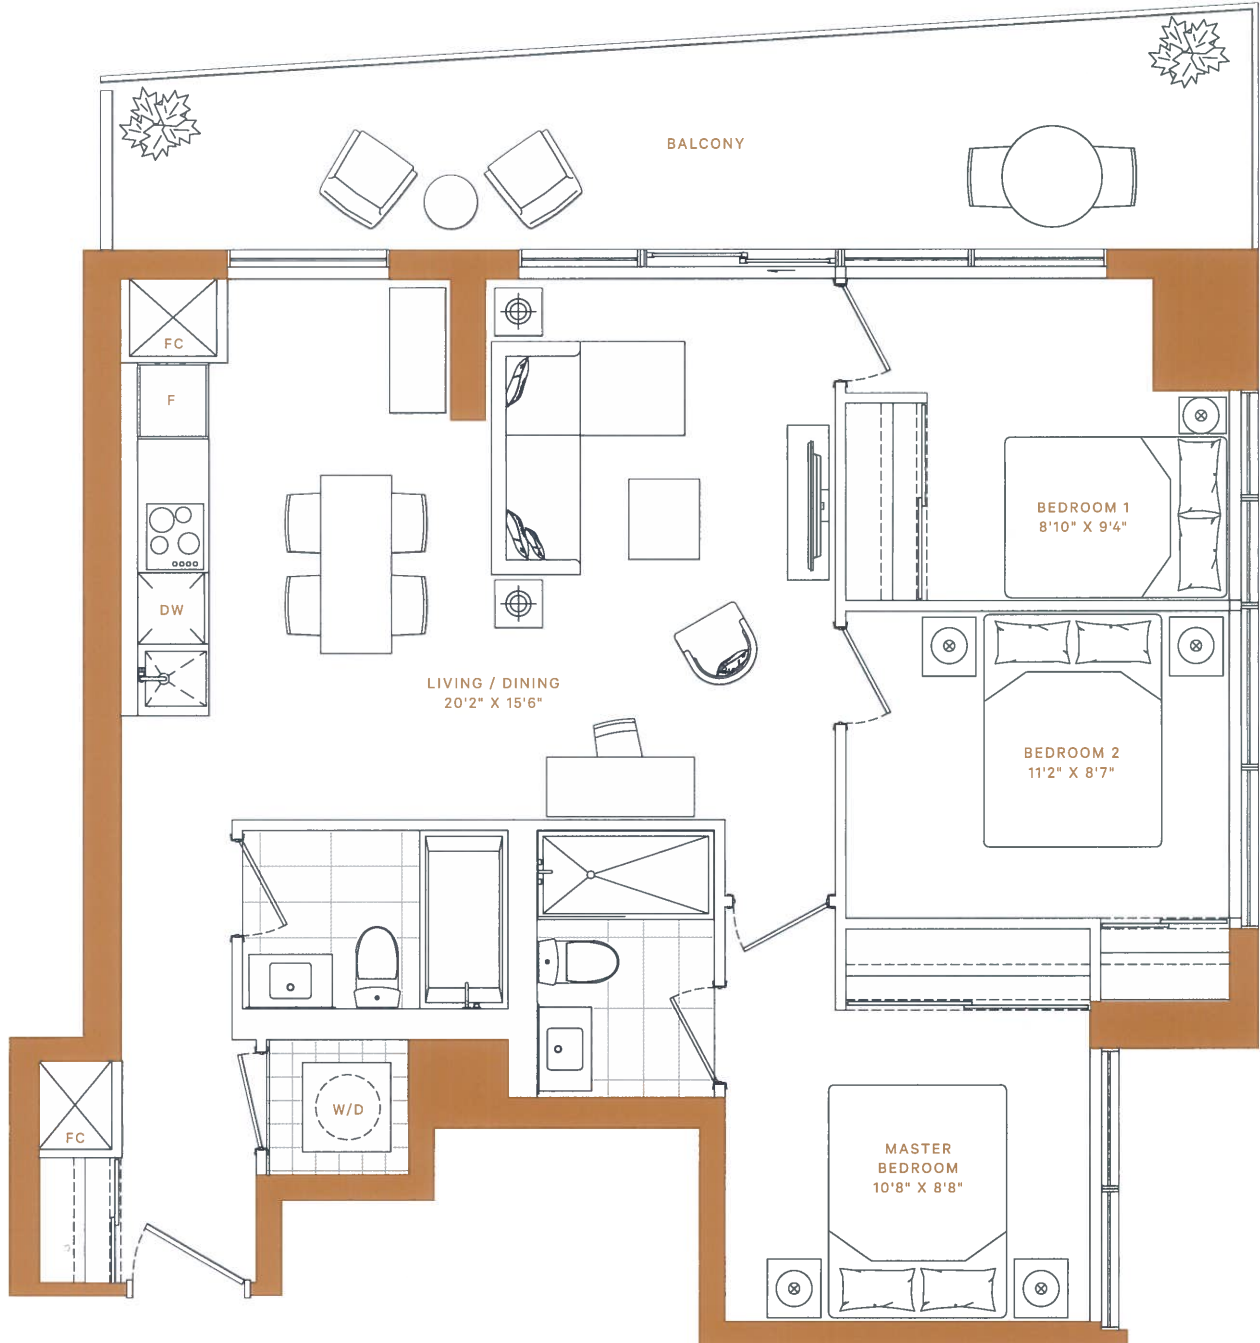 BALCONY
FC
F
BEDROOM 1
8'10" X 9'4"
DW
LIVING / DINING
20'2" X 15'6"
BEDROOM 2
11'2" X 8'7"
W/D
FC
MASTER
BEDROOM
10'8" X 8'8"